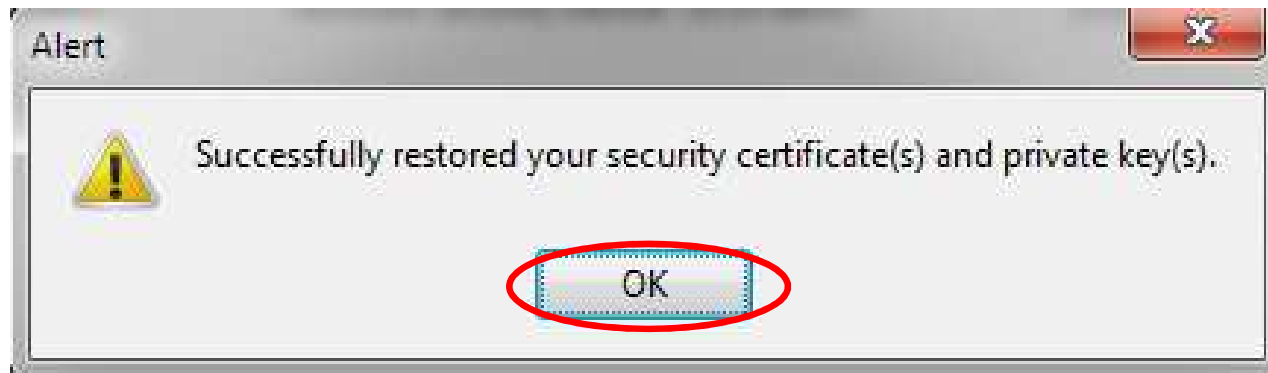 Alert
Successfully restored your security certificate(s) and private key(s).
OK